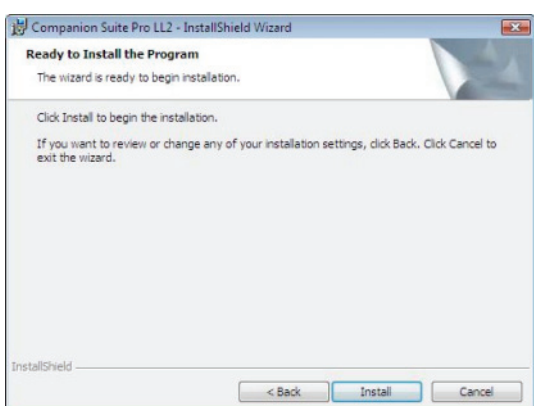 Companion Suite Pro LL2 - InstallShield Wizard
Ready to Install the Program
The wizard is ready to begin installation.
Click Install to begin the installation.
If you want to review or change any of your installation settings, click Back. Click Cancel to
exit the wizard.
InstallShield
< Back Install Cancel